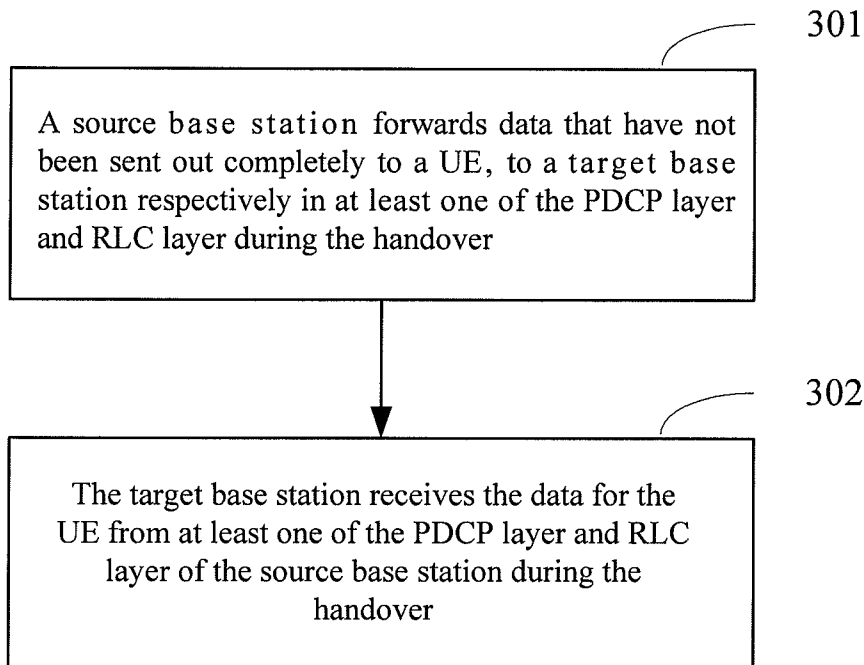 301
A source base station forwards data that have not
been sent out completely to a UE, to a target base
station respectively in at least one of the PDCP layer
and RLC layer during the handover
302
The target base station receives the data for the
UE from at least one of the PDCP layer and RLC
layer of the source base station during the
handover